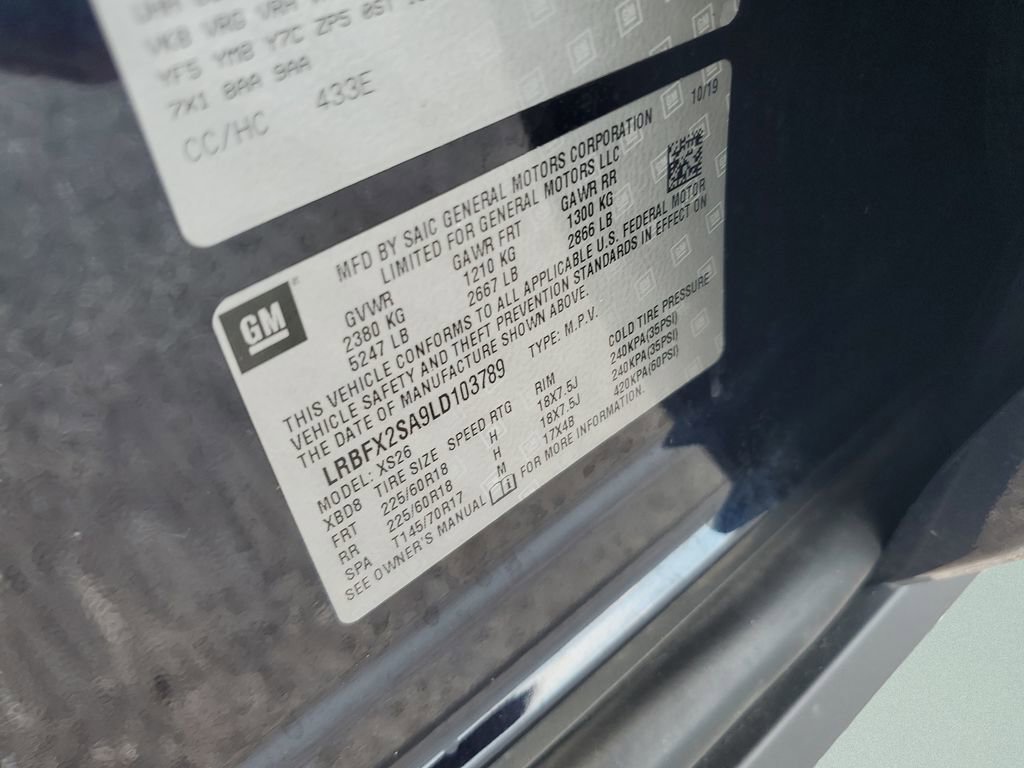 VKB VRG VRH
YF5 YMB Y7C ZP5 0ST
7X1 8AA 9AA
CC/HC 433E
10/19
MFD BY SAIC GENERAL MOTORS CORPORATION
LIMITED FOR GENERAL MOTORS LLC
GM
GVWR GAWR FRT GAWR RR
2380 KG 1210 KG 1300 KG
5247 LB 2667 LB 2866 LB
THIS VEHICLE CONFORMS TO ALL APPLICABLE U.S. FEDERAL MOTOR
VEHICLE SAFETY AND THEFT PREVENTION STANDARDS IN EFFECT ON
THE DATE OF MANUFACTURE SHOWN ABOVE.
LRBFX2SA9LD103789 TYPE: M.P.V.
MODEL: XS26
XBD8 TIRE SIZE SPEED RTG RIM COLD TIRE PRESSURE
FRT 225/60R18 H 18X7.5J 240KPA(35PSI)
RR 225/60R18 H 18X7.5J 240KPA(35PSI)
SPA T145/70R17 M 17X4B 420KPA(60PSI)
SEE OWNER'S MANUAL FOR MORE INFORMATION.